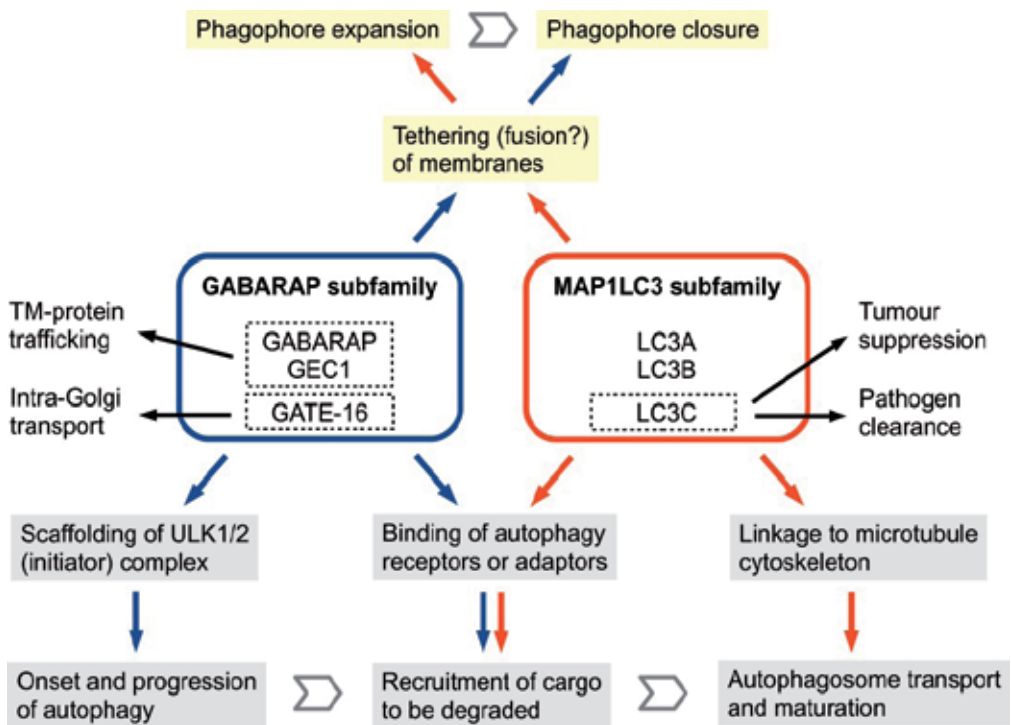 Phagophore expansion
Phagophore closure
Tethering (fusion?)
of membranes
GABARAP subfamily
MAP1LC3 subfamily
TM-protein
trafficking
GABARAP
GEC1
Intra-Golgi
transport
GATE-16
LC3A
LC3B
LC3C
Tumour
suppression
Pathogen
clearance
Scaffolding of ULK1/2
(initiator) complex
Binding of autophagy
receptors or adaptors
Linkage to microtubule
cytoskeleton
Onset and progression
of autophagy
Recruitment of cargo
to be degraded
Autophagosome transport
and maturation